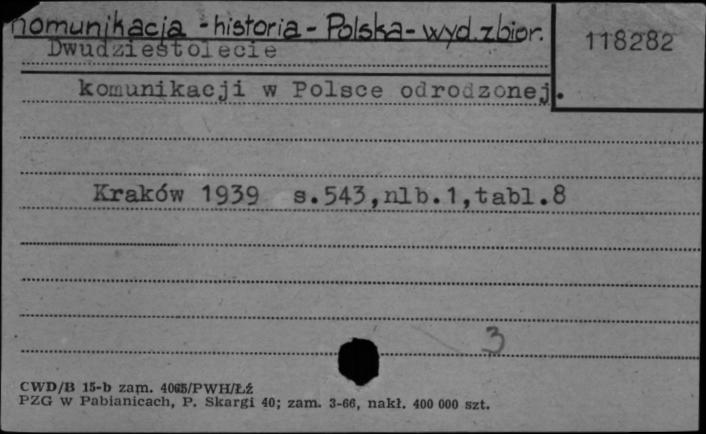 komunikacja - historia - Polska - wyd. zbior.
118282
Dwudziestolecie
komunikacji w Polsce odrodzonej.
Kraków 1939 s.543,nlb.1,tabl.8
3
CWD/B 15-b zam. 4065/PWH/Łź
PZG w Pabianicach, P. Skargi 40; zam. 3-66, nakł. 400 000 szt.